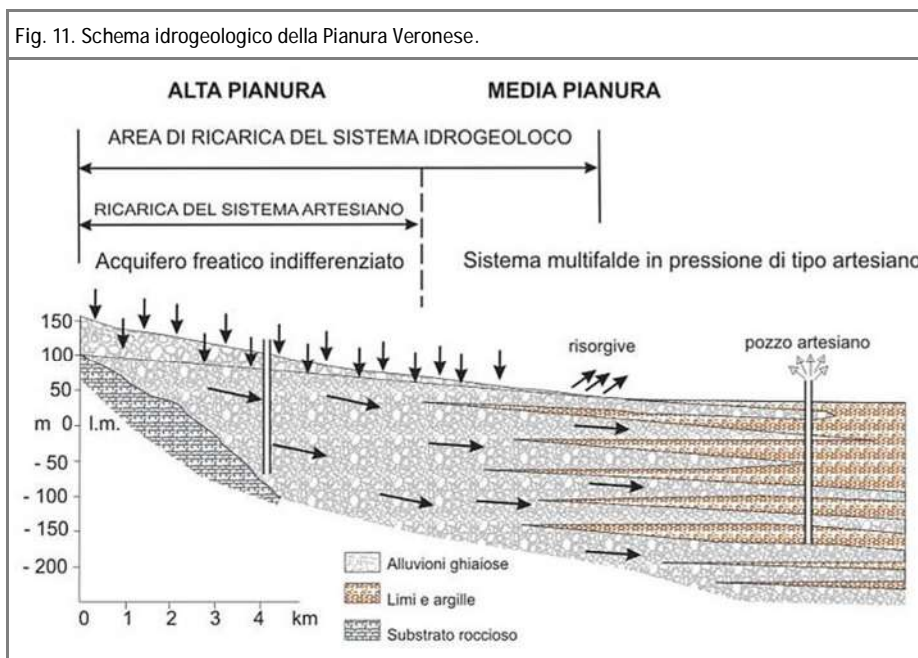 Fig. 11. Schema idrogeologico della Pianura Veronese.
ALTA PIANURA
MEDIA PIANURA
AREA DI RICARICA DEL SISTEMA IDROGEOLOCO
RICARICA DEL SISTEMA ARTESIANO
Acquifero freatico indifferenziato
Sistema multifalde in pressione di tipo artesiano
risorgive
pozzo artesiano
150
100
50
m 0 l.m.
- 50
- 100
- 150
- 200
0 1 2 3 4 km
Alluvioni ghiaiose
Limi e argille
Substrato roccioso